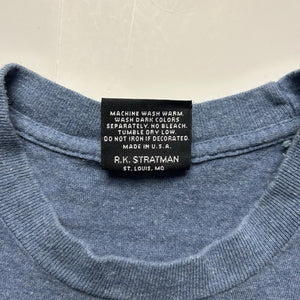 MACHINE WASH WARM.
WASH DARK COLORS
SEPARATELY. NO BLEACH.
TUMBLE DRY LOW.
DO NOT IRON IF DECORATED.
MADE IN U.S.A.
R.K. STRATMAN
ST. LOUIS, MO